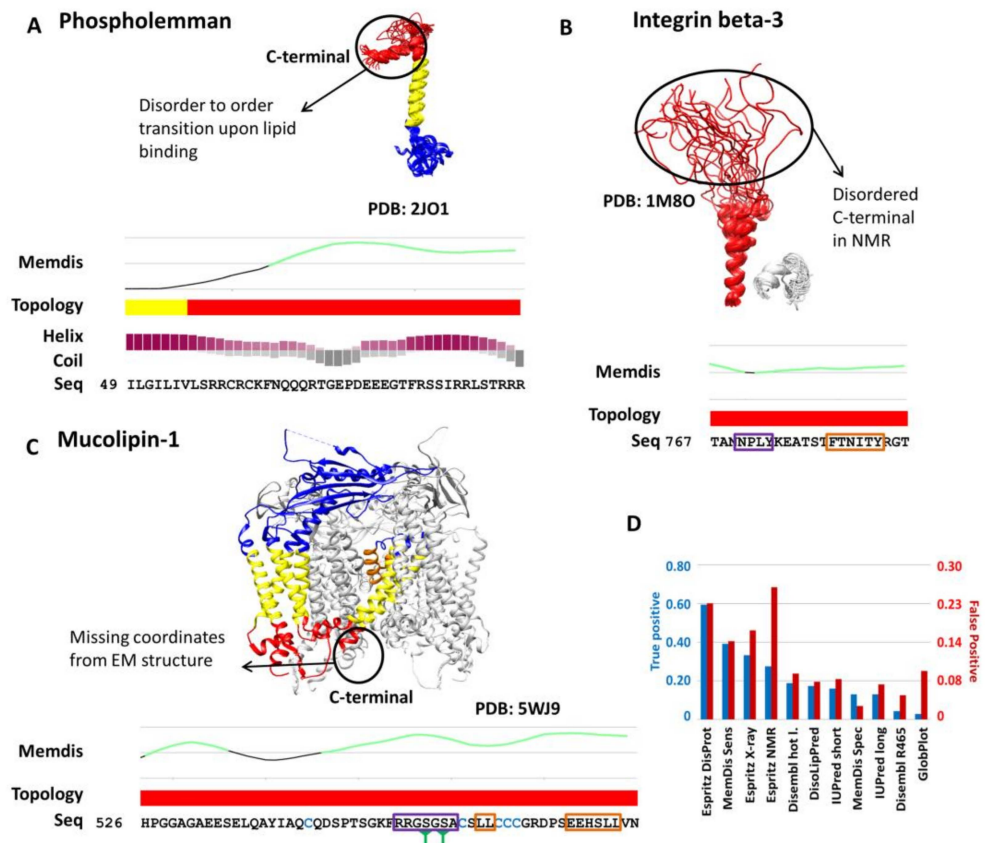 A Phospholemman
C-terminal
Disorder to order
transition upon lipid
binding
PDB: 2JO1
Memdis
Topology
Helix
Coil
Seq 49 ILGILIVLSRRCRCKFNQQQRTGEPDEEEGTFRSSIRRLSTRRR
B Integrin beta-3
PDB: 1M8O
Disordered
C-terminal
in NMR
Memdis
Topology
Seq 767 TANNPLYKEATSTFTNITYRGT
C Mucolipin-1
Missing coordinates
from EM structure
C-terminal
PDB: 5WJ9
Memdis
Topology
Seq 526 HPGGAGAEESELQAYIAQCQDSPTSGKFRRGSGSACSLLCCCGRDPSEEHSLLVN
D
0.80
0.60
0.40
0.20
0
True positive
0.30
0.23
0.14
0.08
0
False Positive
Espritz DisProt
MemDis Sens
Espritz X-ray
Espritz NMR
Disembl hot l.
DisoLipPred
IUPred short
MemDis Spec
IUPred long
Disembl R465
GlobPlot